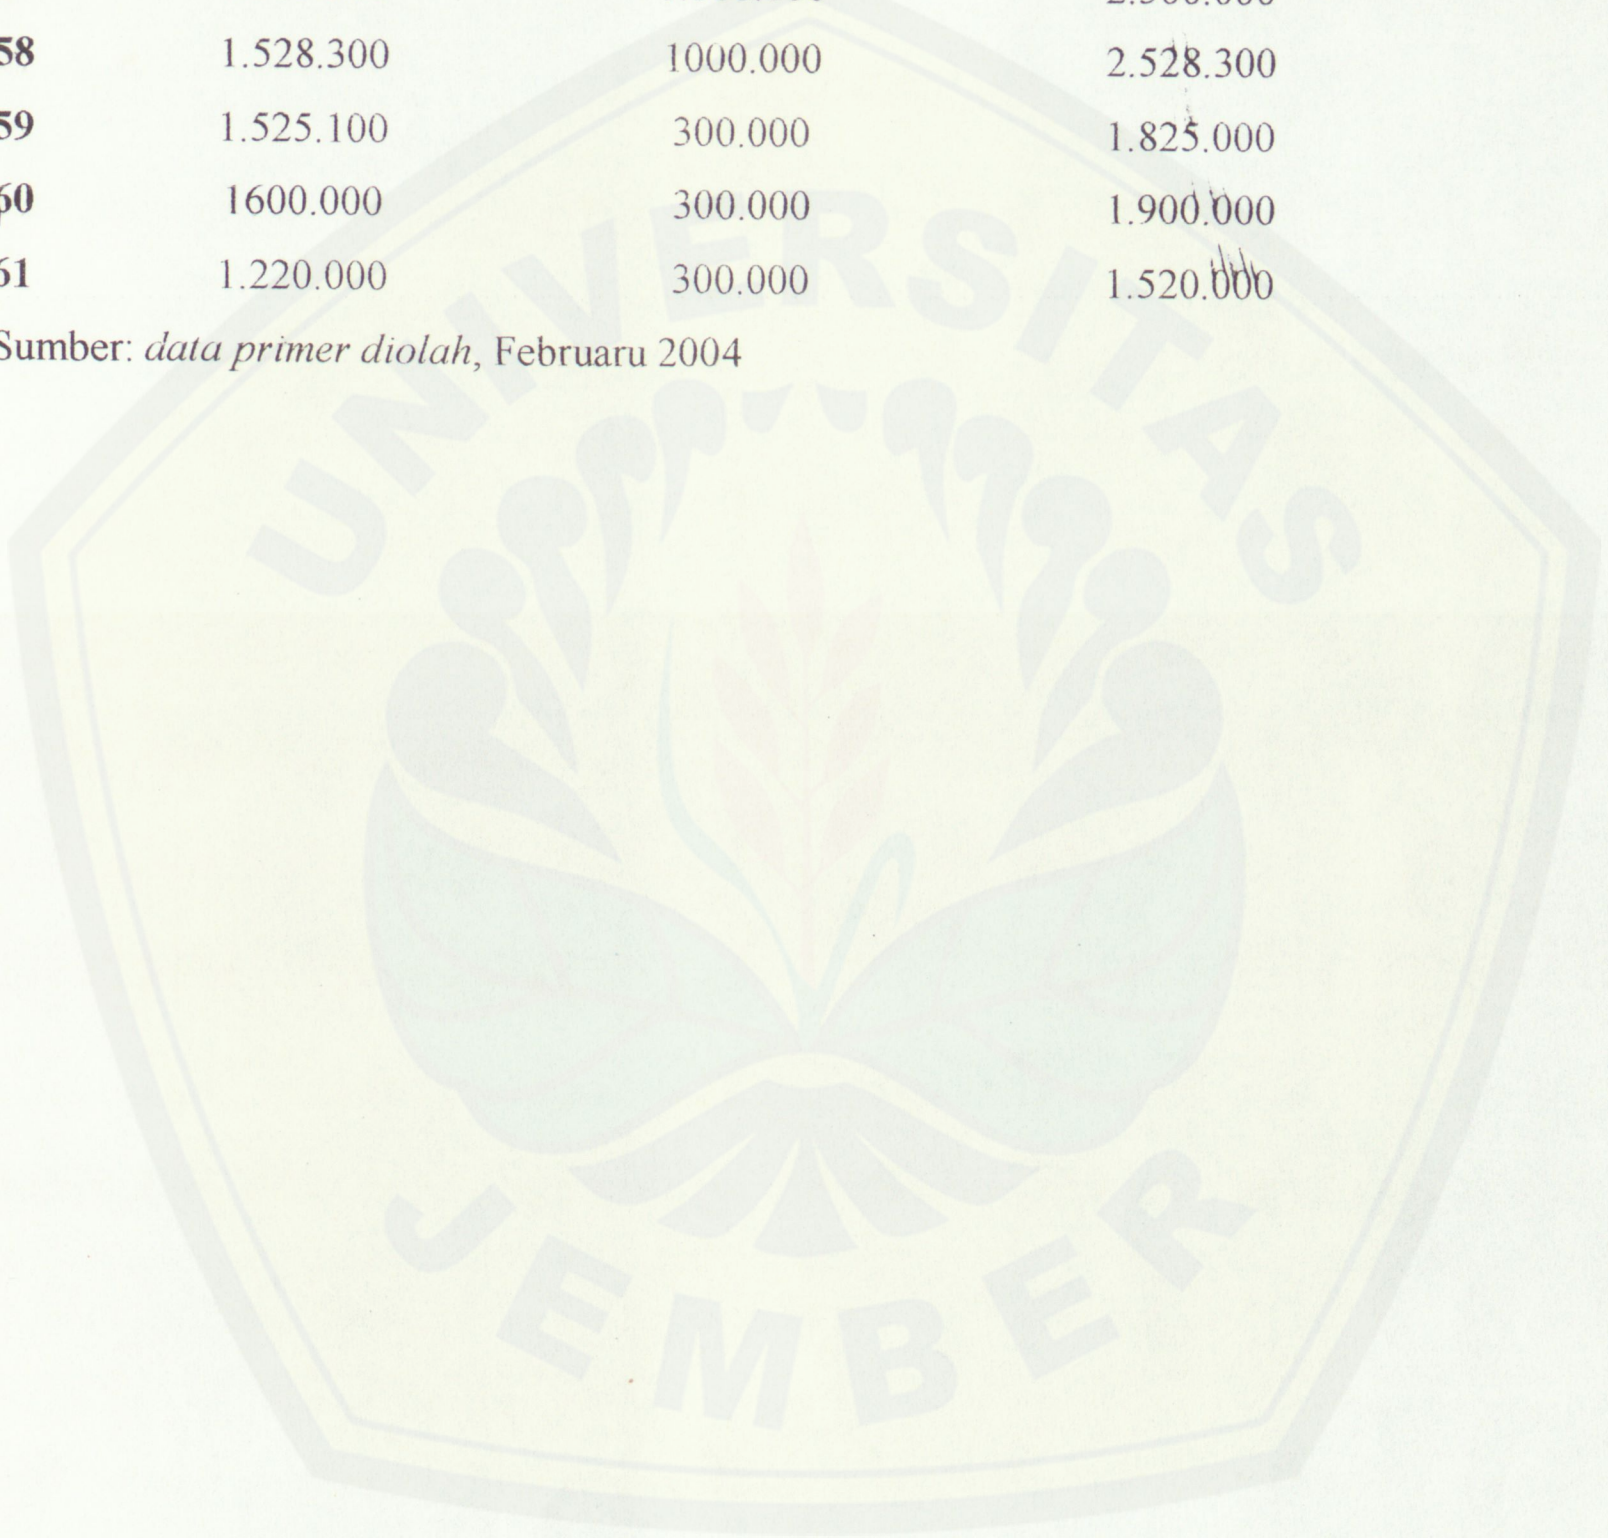 58 1.528.300 1000.000 2.528.300
59 1.525.100 300.000 1.825.000
60 1600.000 300.000 1.900.000
61 1.220.000 300.000 1.520.000
Sumber: data primer diolah, Februaru 2004
UNIVERSITAS
JEMBER